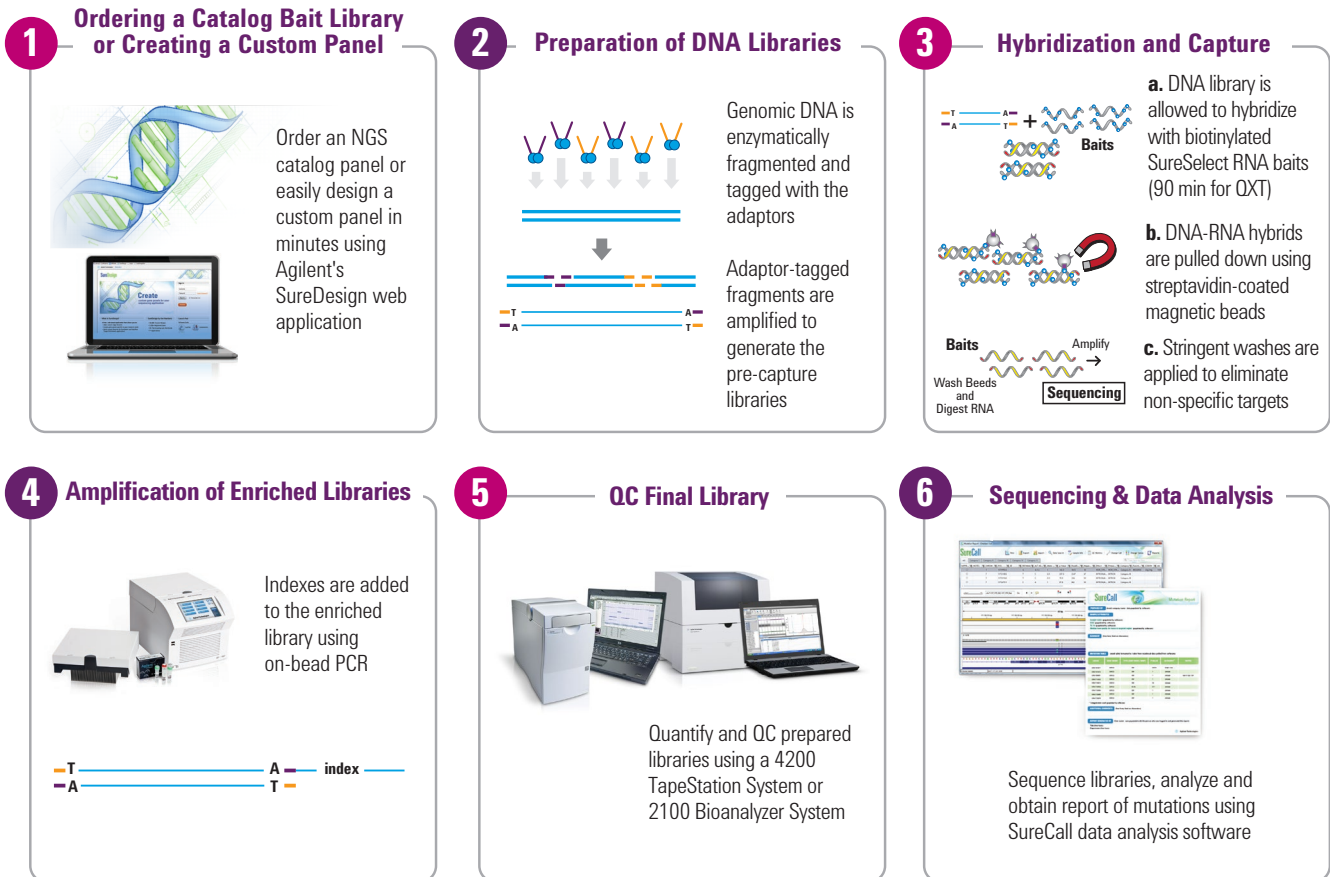 1
Ordering a Catalog Bait Library
or Creating a Custom Panel
Order an NGS
catalog panel or
easily design a
custom panel in
minutes using
Agilent's
SureDesign web
application
Create
2
Preparation of DNA Libraries
Genomic DNA is
enzymatically
fragmented and
tagged with the
adaptors
Adaptor-tagged
fragments are
amplified to
generate the
pre-capture
libraries
T A
A T
3
Hybridization and Capture
T A
A T
+
Baits
a. DNA library is
allowed to hybridize
with biotinylated
SureSelect RNA baits
(90 min for QXT)
b. DNA-RNA hybrids
are pulled down using
streptavidin-coated
magnetic beads
Baits
Amplify
Wash Beeds
and
Digest RNA
Sequencing
c. Stringent washes are
applied to eliminate
non-specific targets
4
Amplification of Enriched Libraries
Indexes are added
to the enriched
library using
on-bead PCR
T A index
A T
5
QC Final Library
Quantify and QC prepared
libraries using a 4200
TapeStation System or
2100 Bioanalyzer System
6
Sequencing & Data Analysis
SureCall
SureCall
Sequence libraries, analyze and
obtain report of mutations using
SureCall data analysis software